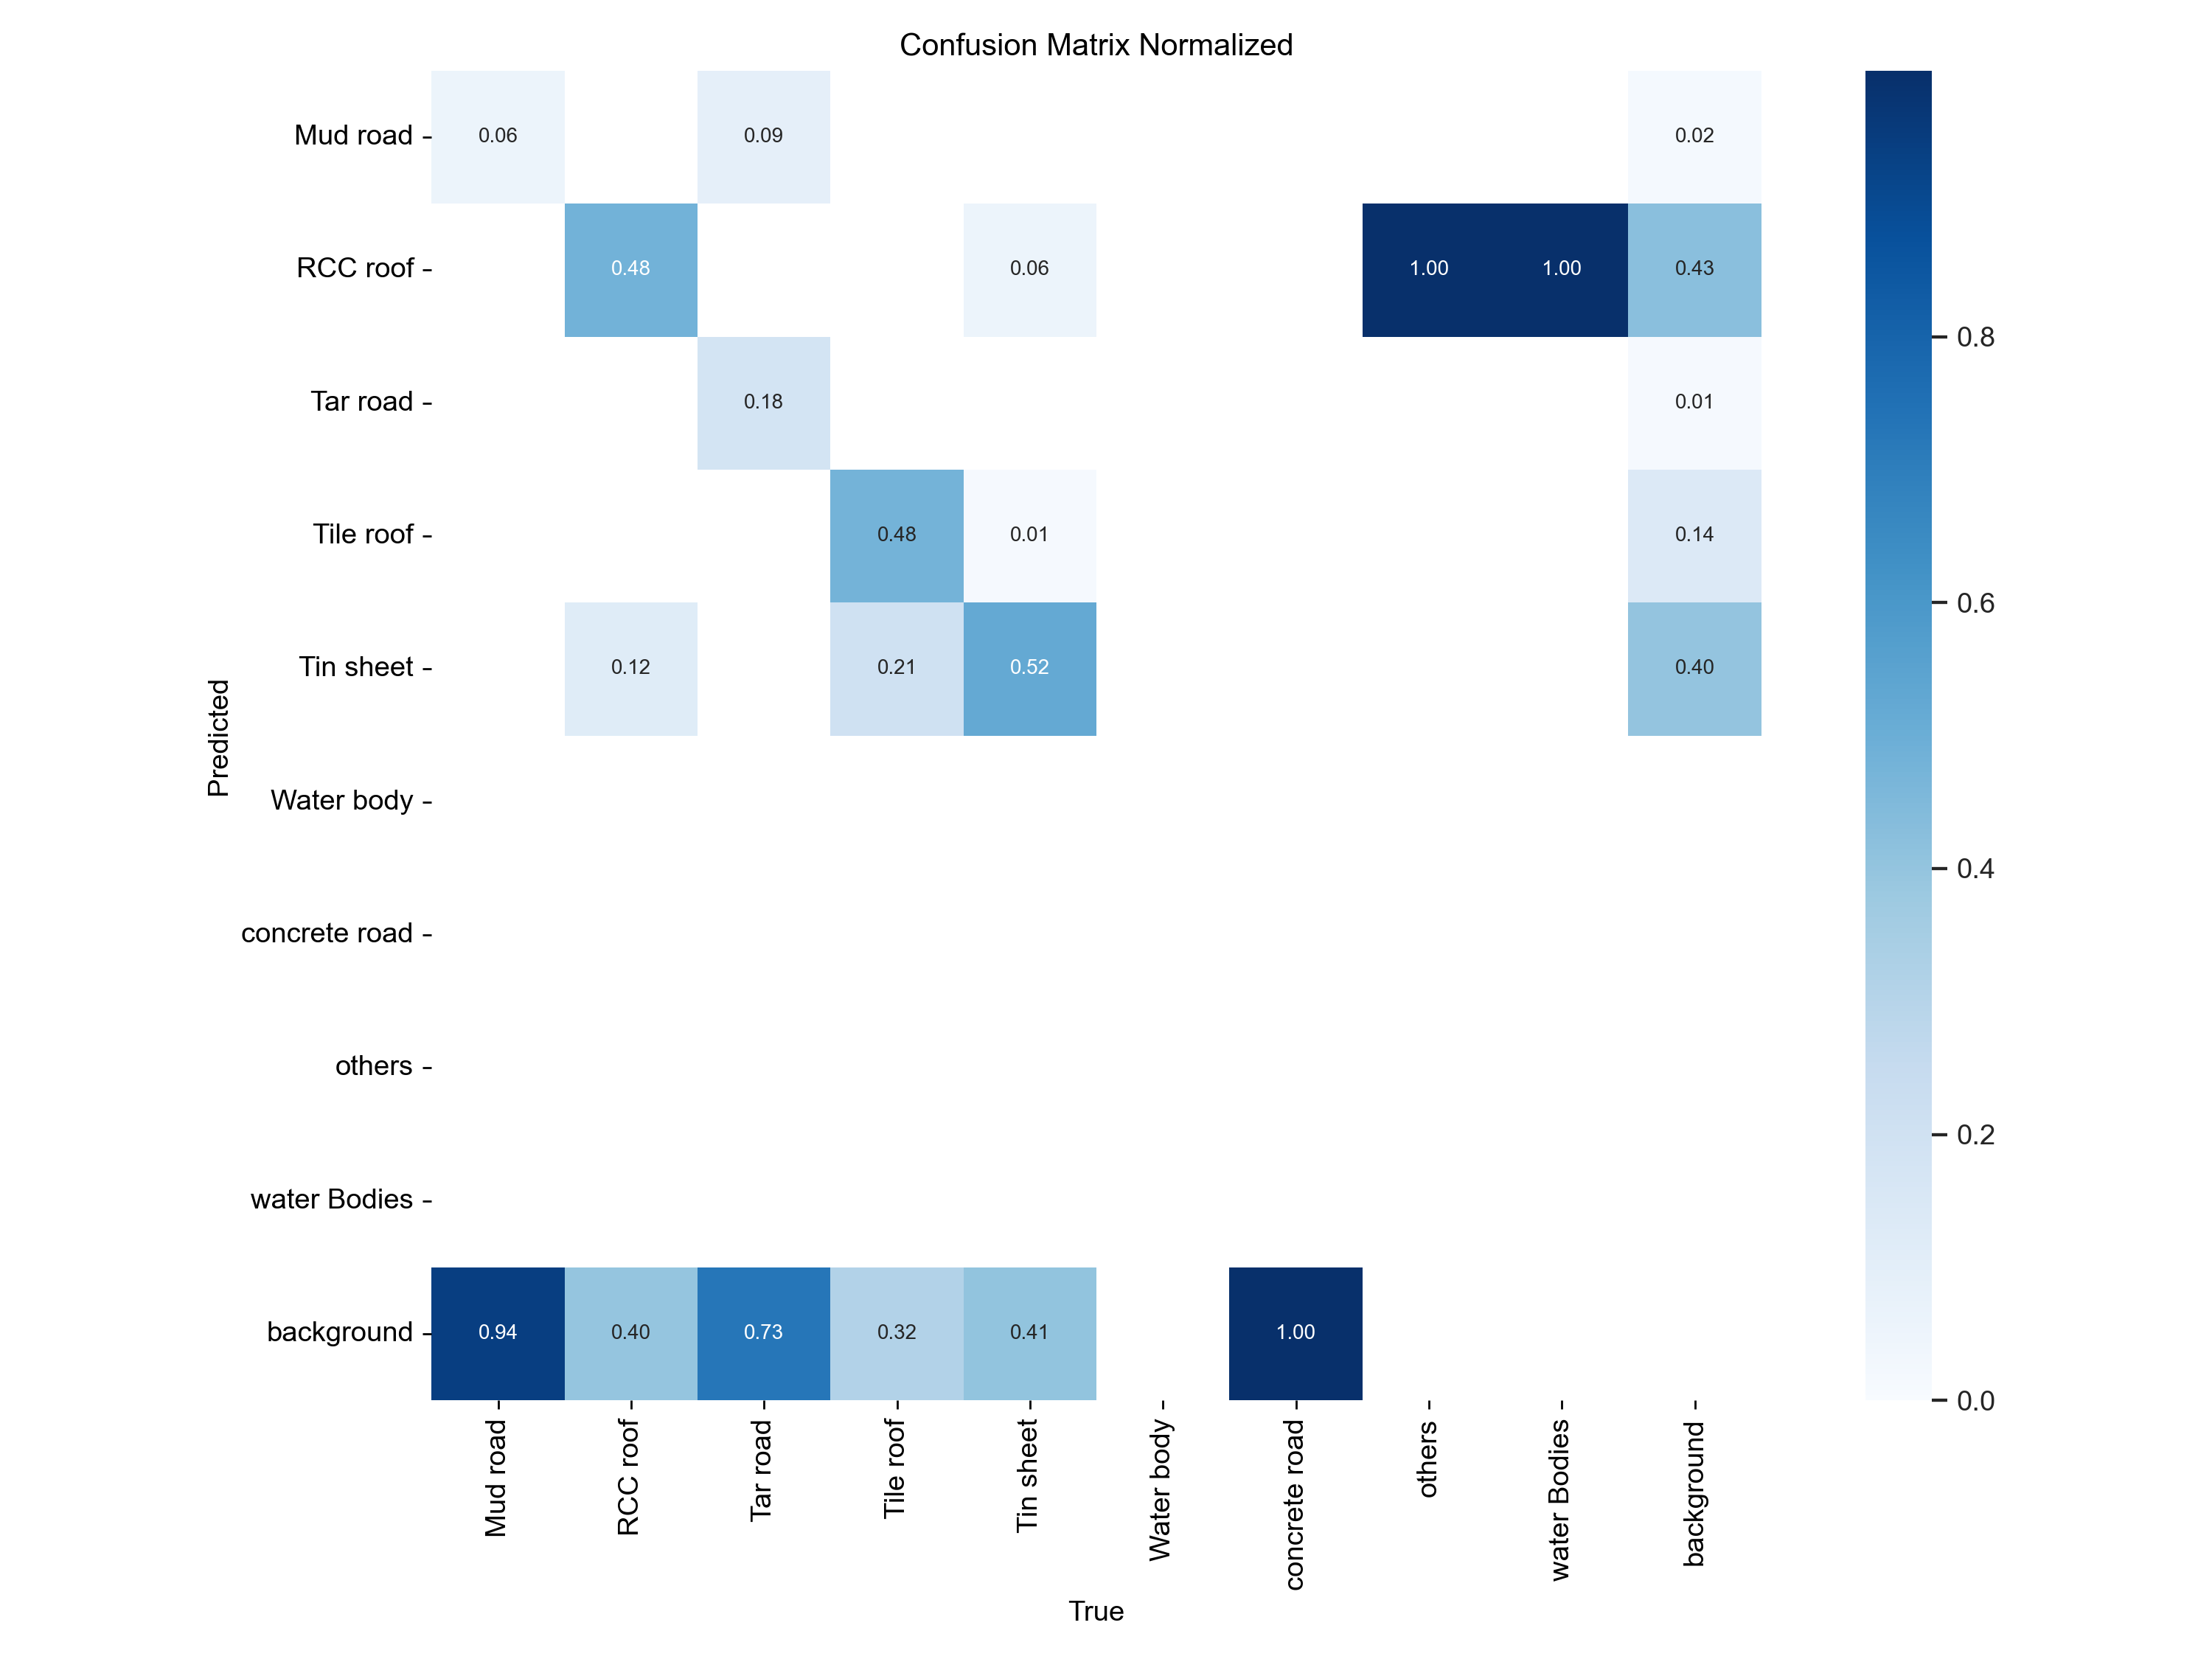 Confusion Matrix Normalized
Mud road
0.06
0.09
0.02
RCC roof
0.48
0.06
1.00
1.00
0.43
0.8
Tar road
0.18
0.01
Tile roof
0.48
0.01
0.14
0.6
Tin sheet
0.12
0.21
0.52
0.40
Predicted
Water body
0.4
concrete road
others
0.2
water Bodies
background
0.94
0.40
0.73
0.32
0.41
1.00
0.0
Mud road
RCC roof
Tar road
Tile roof
Tin sheet
Water body
concrete road
others
water Bodies
background
True